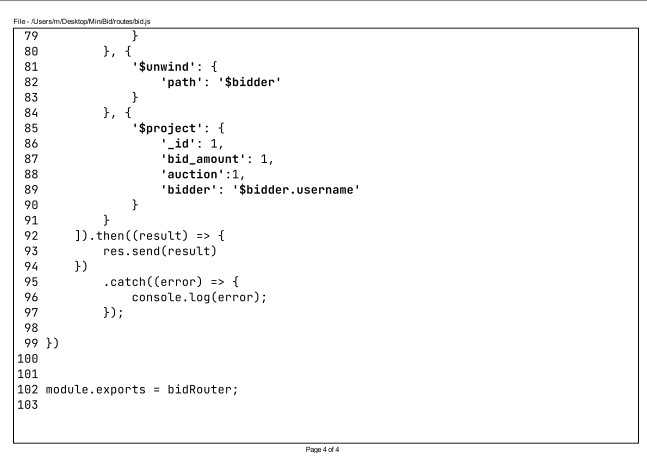 File - /Users/m/Desktop/MiniBid/routes/bid.js
79             }
80         }, {
81             '$unwind': {
82                 'path': '$bidder'
83             }
84         }, {
85             '$project': {
86                 '_id': 1,
87                 'bid_amount': 1,
88                 'auction':1,
89                 'bidder': '$bidder.username'
90             }
91         }
92     ]).then((result) => {
93         res.send(result)
94     })
95         .catch((error) => {
96             console.log(error);
97         });
98
99 })
100
101
102 module.exports = bidRouter;
103
Page 4 of 4